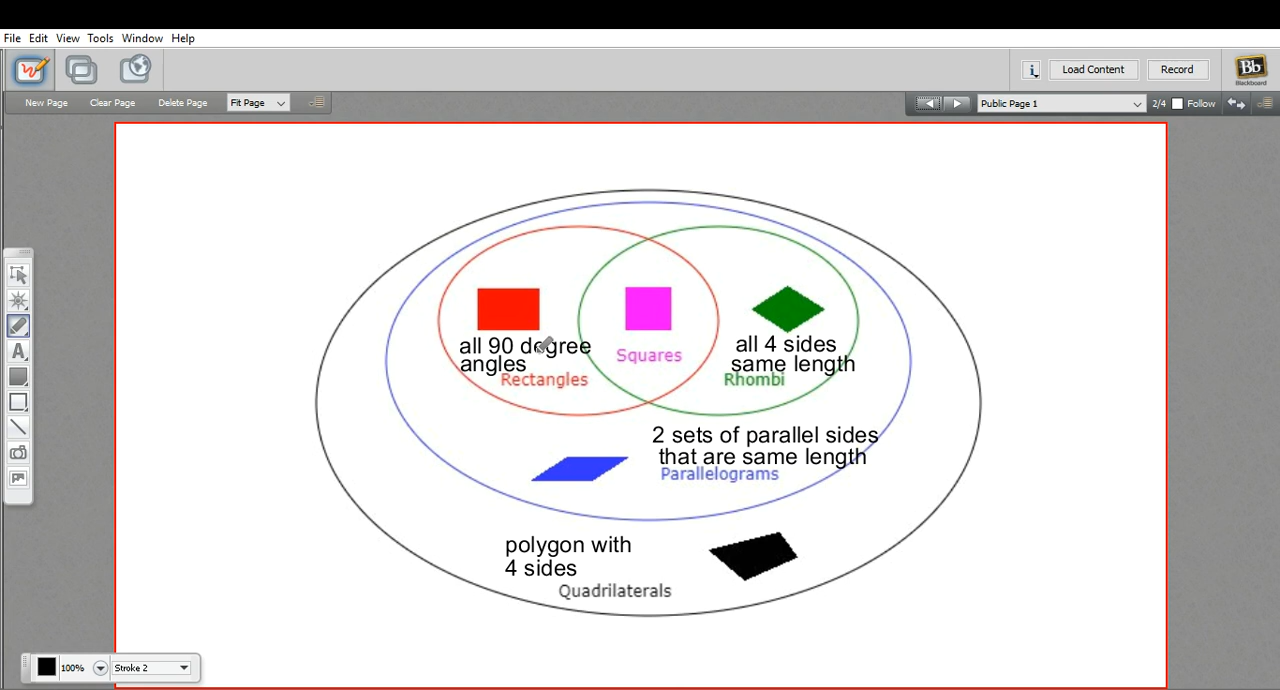 File Edit View Tools Window Help
i Load Content Record Bb
Blackboard
New Page Clear Page Delete Page Fit Page Public Page 1 2/4 Follow
all 90 degree
angles
Rectangles
Squares
all 4 sides
same length
Rhombi
2 sets of parallel sides
that are same length
Parallelograms
polygon with
4 sides
Quadrilaterals
A
100% Stroke 2